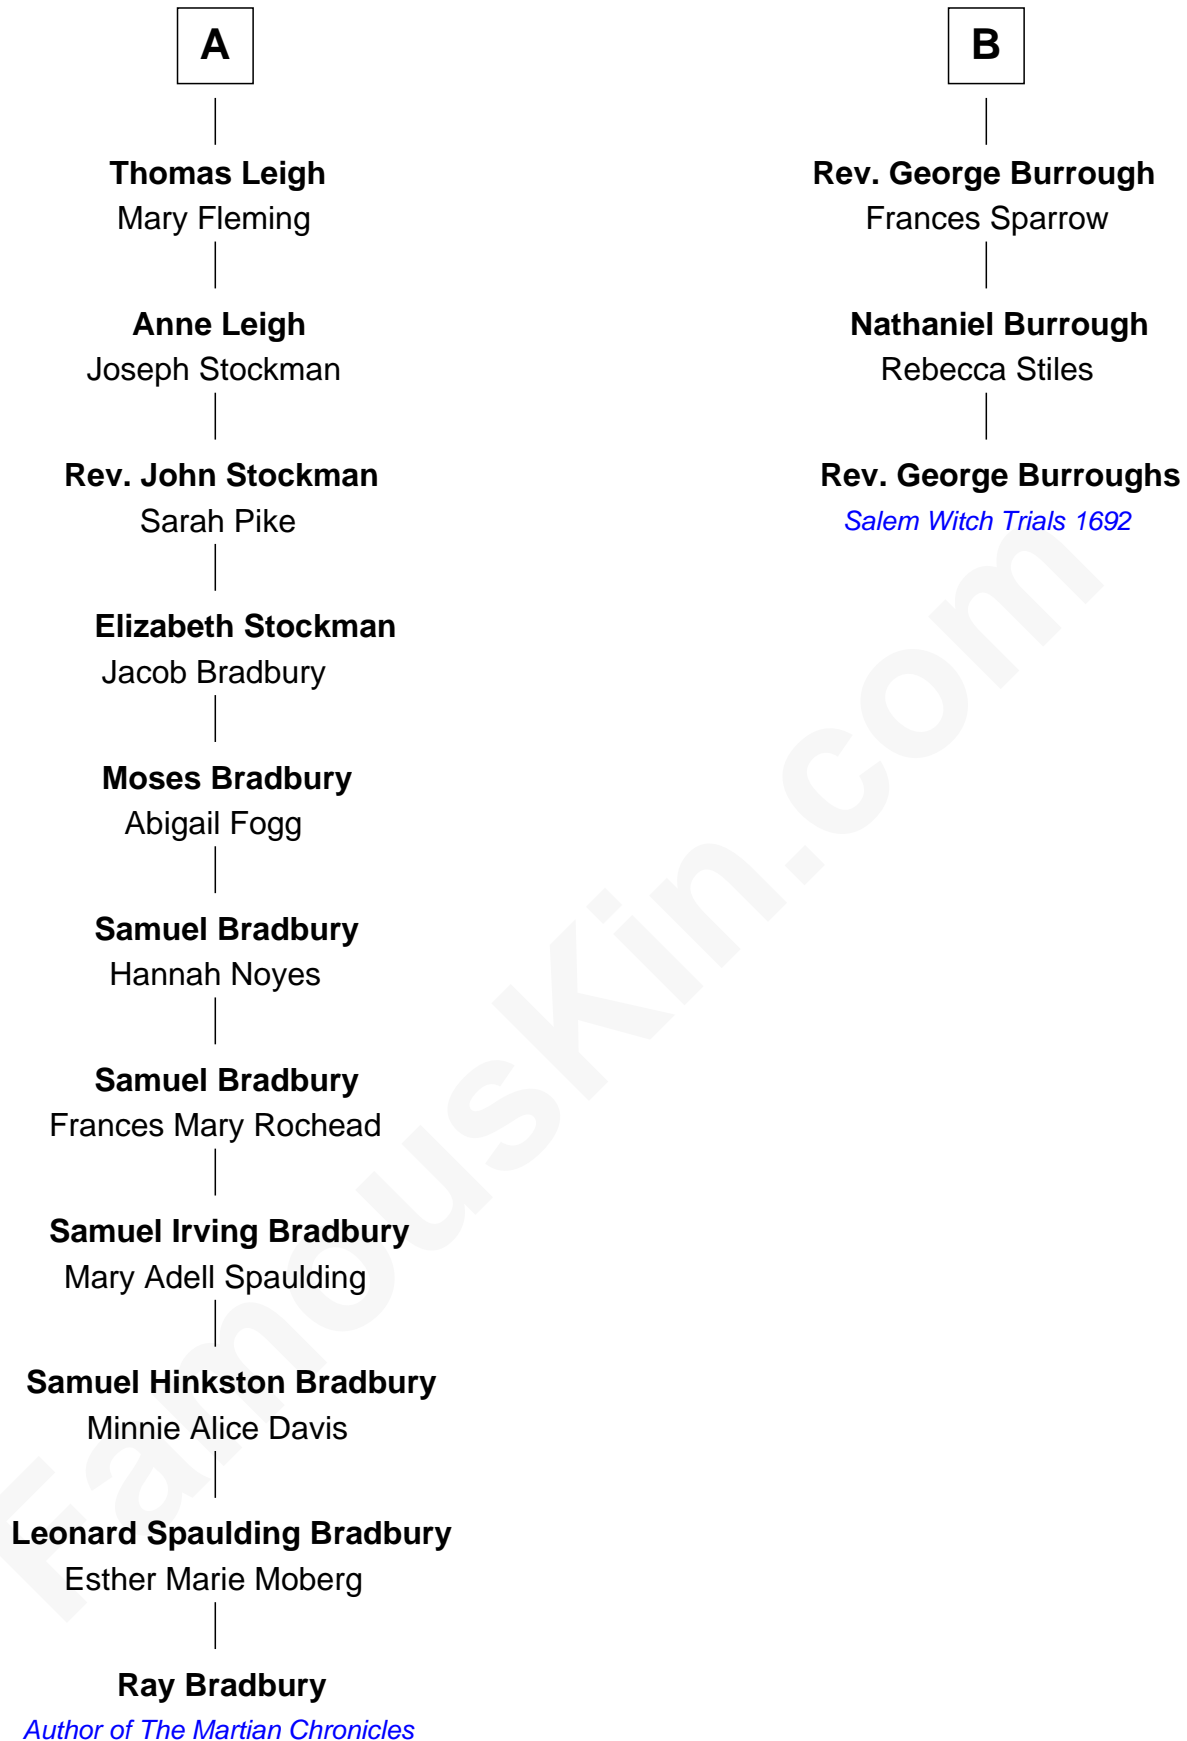 A
Thomas Leigh
Mary Fleming
Anne Leigh
Joseph Stockman
Rev. John Stockman
Sarah Pike
Elizabeth Stockman
Jacob Bradbury
Moses Bradbury
Abigail Fogg
Samuel Bradbury
Hannah Noyes
Samuel Bradbury
Frances Mary Rochead
Samuel Irving Bradbury
Mary Adell Spaulding
Samuel Hinkston Bradbury
Minnie Alice Davis
Leonard Spaulding Bradbury
Esther Marie Moberg
Ray Bradbury
Author of The Martian Chronicles
B
Rev. George Burrough
Frances Sparrow
Nathaniel Burrough
Rebecca Stiles
Rev. George Burroughs
Salem Witch Trials 1692
FamousKin.com